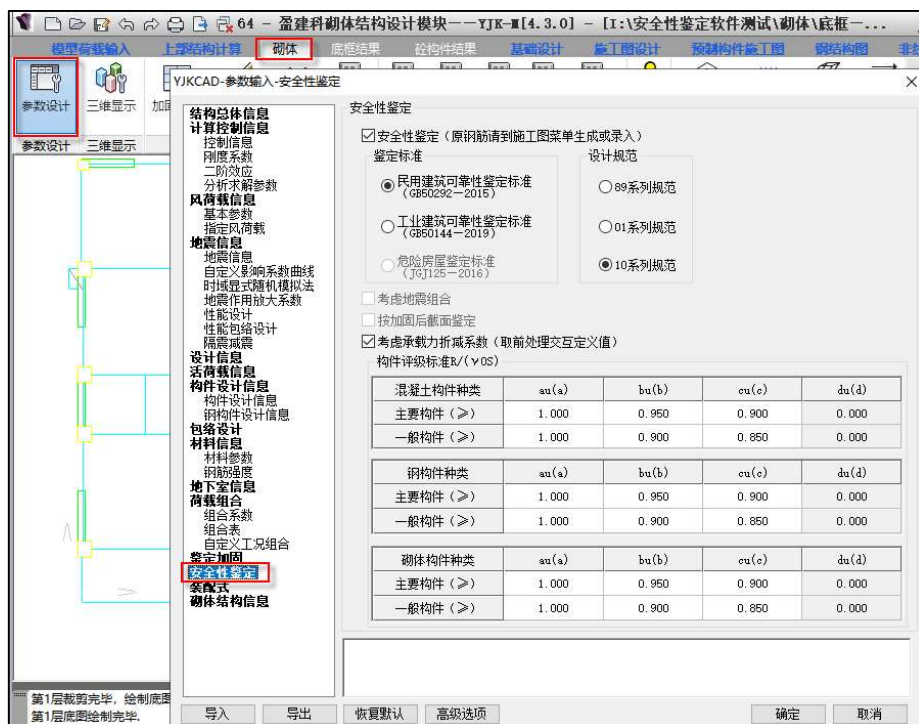 64 - 盈建科砌体结构设计模块--YJK-M[4.3.0] - [I:\安全性鉴定软件测试\砌体\底框一...
模型荷载输入 上部结构计算 砌体 底框结果 砼构件结果 基础设计 施工图设计 预制构件施工图 钢结构图
参数设计 三维显示
参数设计 三维显示
YJKCAD-参数输入-安全性鉴定
结构总体信息
计算控制信息
控制信息
刚度系数
二阶效应
分析求解参数
风荷载信息
基本参数
指定风荷载
地震信息
地震信息
自定义影响系数曲线
时域显式随机模拟法
地震作用放大系数
性能设计
性能包络设计
隔震减震
设计信息
活荷载信息
构件设计信息
构件设计信息
钢构件设计信息
包络设计
材料信息
材料参数
钢筋强度
地下室信息
荷载组合
组合系数
组合表
自定义工况组合
鉴定加固
安全性鉴定
装配式
砌体结构信息
安全性鉴定
安全性鉴定（原钢筋请到施工图菜单生成或录入）
鉴定标准
民用建筑可靠性鉴定标准
（GB50292-2015）
工业建筑可靠性鉴定标准
（GB50144-2019）
危险房屋鉴定标准
（JGJ125-2016）
设计规范
89系列规范
01系列规范
10系列规范
考虑地震组合
按加固后截面鉴定
考虑承载力折减系数（取前处理交互定义值）
构件评级标准R/(γ0S)
混凝土构件种类 au(a) bu(b) cu(c) du(d)
主要构件（≥） 1.000 0.950 0.900 0.000
一般构件（≥） 1.000 0.900 0.850 0.000
钢构件种类 au(a) bu(b) cu(c) du(d)
主要构件（≥） 1.000 0.950 0.900 0.000
一般构件（≥） 1.000 0.900 0.850 0.000
砌体构件种类 au(a) bu(b) cu(c) du(d)
主要构件（≥） 1.000 0.950 0.900 0.000
一般构件（≥） 1.000 0.900 0.850 0.000
第1层裁剪完毕，绘制底图
第1层底图绘制完毕.
导入 导出 恢复默认 高级选项 确定 取消